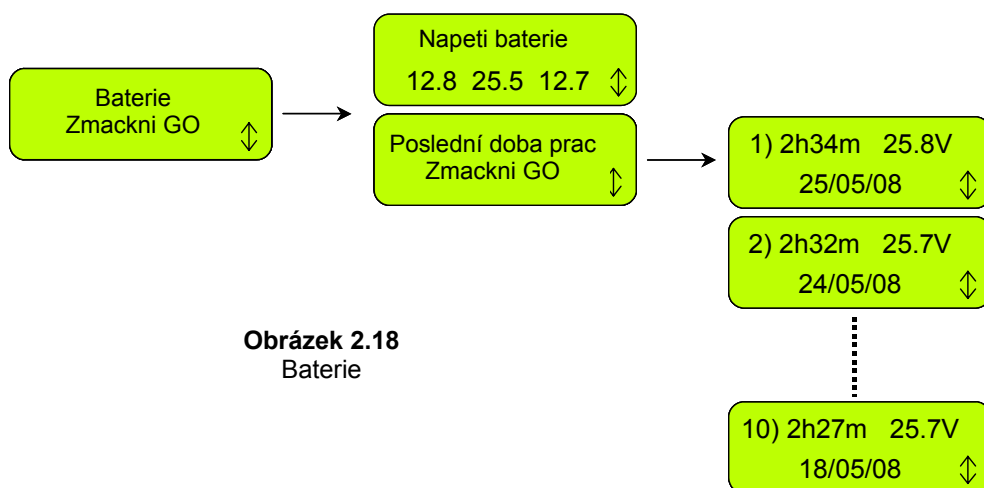 Baterie
Zmackni GO
Napeti baterie
12.8 25.5 12.7
Poslední doba prac
Zmackni GO
1) 2h34m 25.8V
25/05/08
2) 2h32m 25.7V
24/05/08
10) 2h27m 25.7V
18/05/08
Obrázek 2.18
Baterie